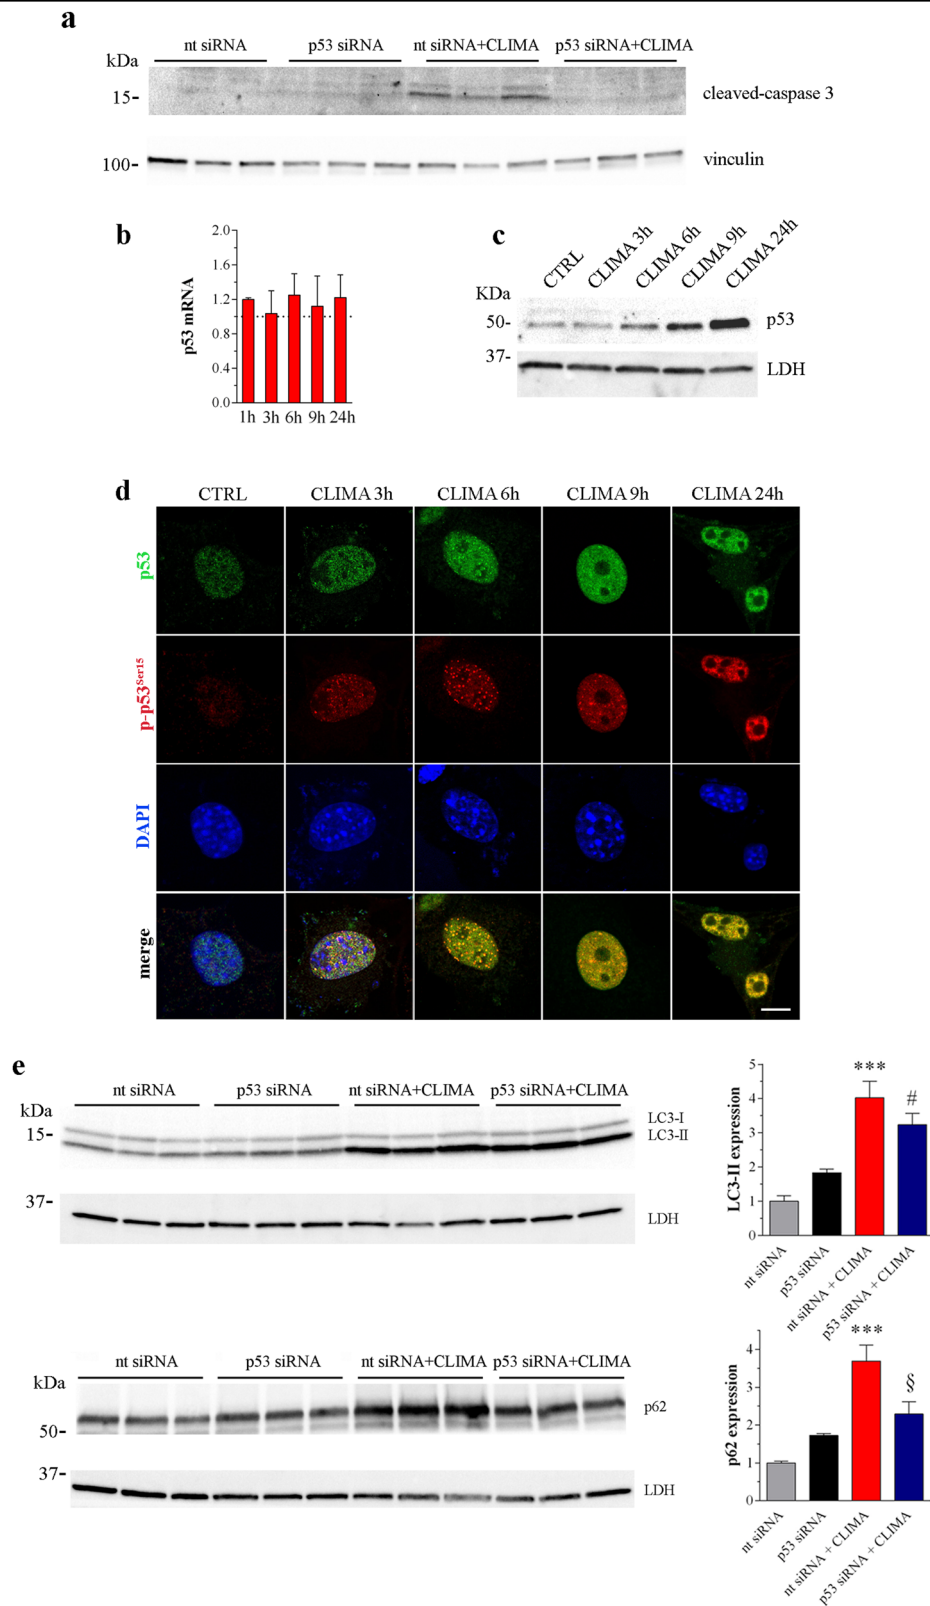 a
nt siRNA p53 siRNA nt siRNA+CLIMA p53 siRNA+CLIMA
kDa
15- cleaved-caspase 3
100- vinculin
b
p53 mRNA
2.0
1.6
1.2
0.8
0.4
0.0
1h 3h 6h 9h 24h
c
CTRL CLIMA 3h CLIMA 6h CLIMA 9h CLIMA 24h
KDa
50- p53
37-
LDH
d
CTRL CLIMA 3h CLIMA 6h CLIMA 9h CLIMA 24h
p53
p-p53Ser15
DAPI
merge
e
nt siRNA p53 siRNA nt siRNA+CLIMA p53 siRNA+CLIMA
kDa
LC3-I
15- LC3-II
37-
LDH
LC3-II expression
5
4
3
2
1
0
***
#
nt siRNA p53 siRNA nt siRNA + CLIMA p53 siRNA + CLIMA
nt siRNA p53 siRNA nt siRNA+CLIMA p53 siRNA+CLIMA
kDa
p62
50-
37-
LDH
p62 expression
4
3
2
1
0
***
§
nt siRNA p53 siRNA nt siRNA + CLIMA p53 siRNA + CLIMA